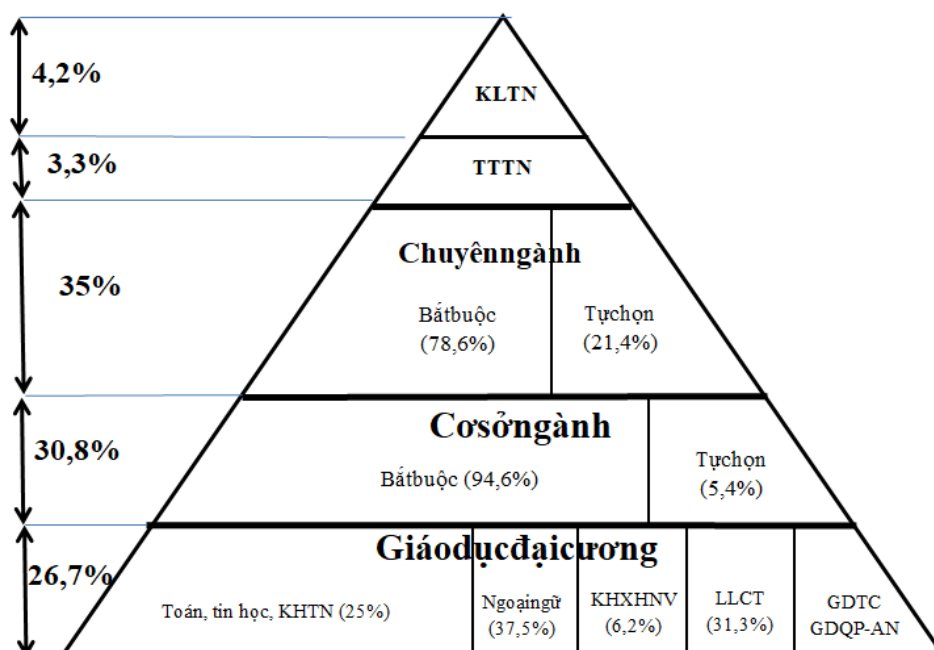 4,2%
KLTN
3,3%
TTTN
35%
Chuyênngành
Bắtbuộc
(78,6%)
Tựchọn
(21,4%)
30,8%
Cơsởngành
Bắtbuộc (94,6%)
Tựchọn
(5,4%)
26,7%
Giáodụcđạicương
Toán, tin học, KHTN (25%)
Ngoạingữ
(37,5%)
KHXHNV
(6,2%)
LLCT
(31,3%)
GDTC
GDQP-AN